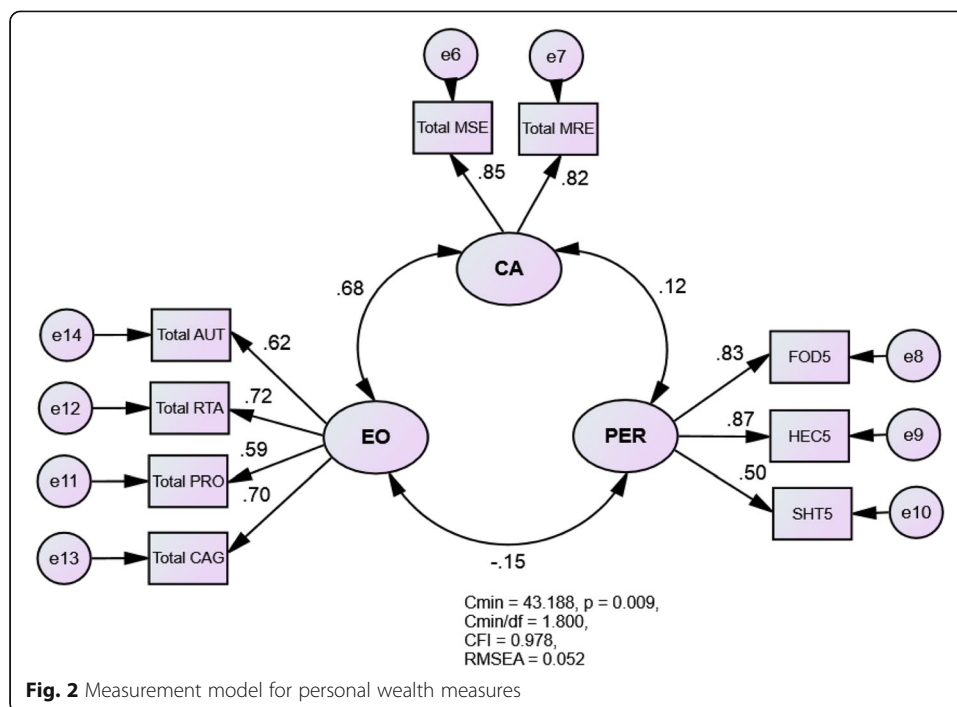 e6
e7
Total MSE
Total MRE
.85
.82
CA
.68
.12
e14
Total AUT
.62
FOD5
e8
.83
e12
Total RTA
.72
EO
PER
.87
HEC5
e9
e11
Total PRO
.59
.50
SHT5
e10
e13
Total CAG
.70
-.15
Cmin = 43.188, p = 0.009,
Cmin/df = 1.800,
CFI = 0.978,
RMSEA = 0.052
Fig. 2 Measurement model for personal wealth measures